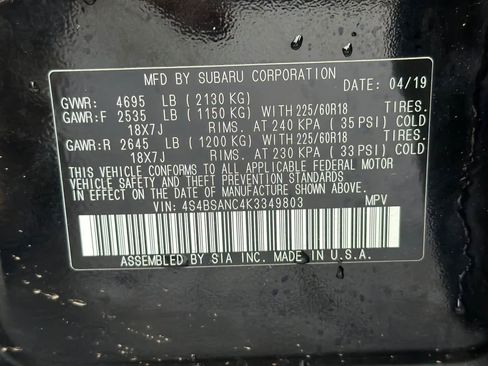 MFD BY SUBARU CORPORATION
DATE: 04/19
GVWR: 4695 LB ( 2130 KG)
GAWR:F 2535 LB ( 1150 KG) WITH 225/60R18 TIRES.
18X7J RIMS. AT 240 KPA ( 35 PSI) COLD
GAWR:R 2645 LB ( 1200 KG) WITH 225/60R18 TIRES.
18X7J RIMS. AT 230 KPA ( 33 PSI) COLD
THIS VEHICLE CONFORMS TO ALL APPLICABLE FEDERAL MOTOR
VEHICLE SAFETY, BUMPER, AND THEFT PREVENTION STANDARDS
IN EFFECT ON THE DATE OF MANUFACTURE SHOWN ABOVE.
VIN: 4S4BSANC4K3349803 MPV
ASSEMBLED BY SIA INC. MADE IN U.S.A.